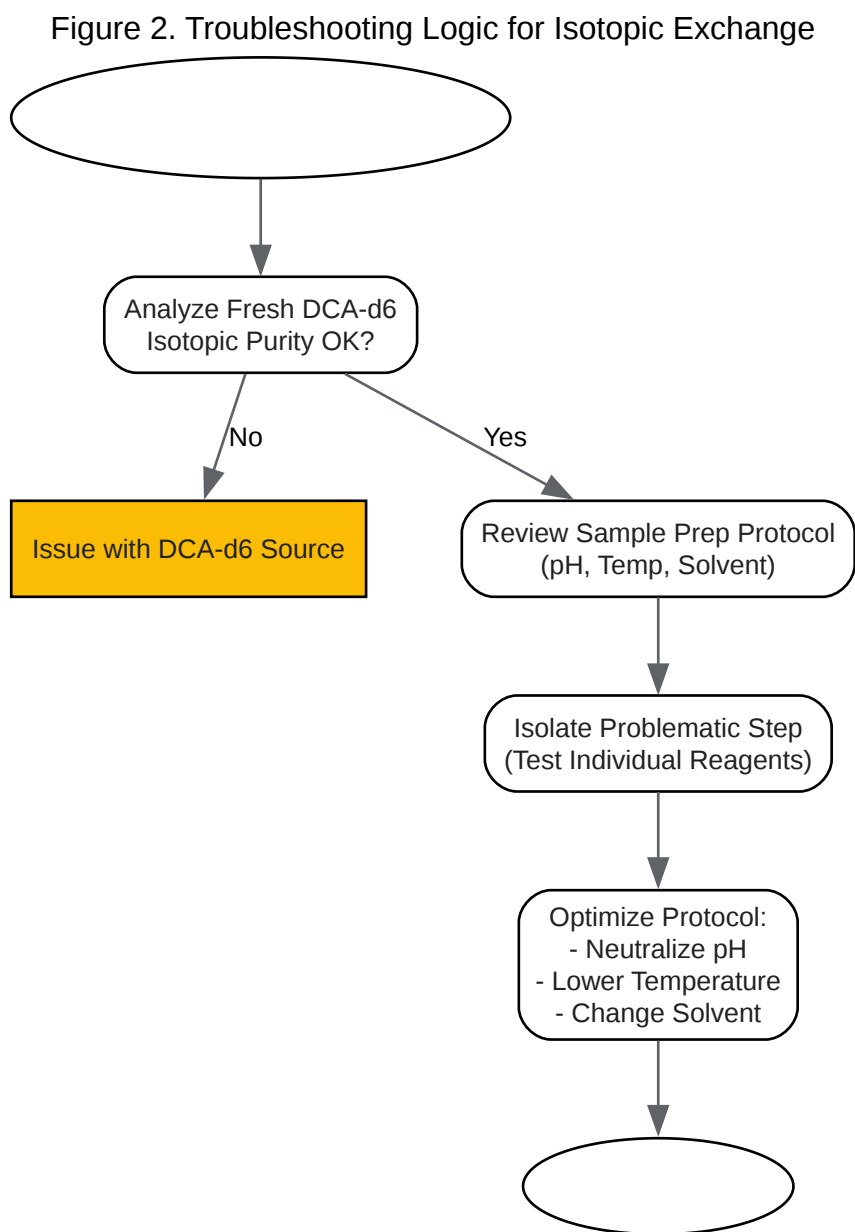 Figure 2. Troubleshooting Logic for Isotopic Exchange
Analyze Fresh DCA-d6
Isotopic Purity OK?
No
Yes
Issue with DCA-d6 Source
Review Sample Prep Protocol
(pH, Temp, Solvent)
Isolate Problematic Step
(Test Individual Reagents)
Optimize Protocol:
- Neutralize pH
- Lower Temperature
- Change Solvent